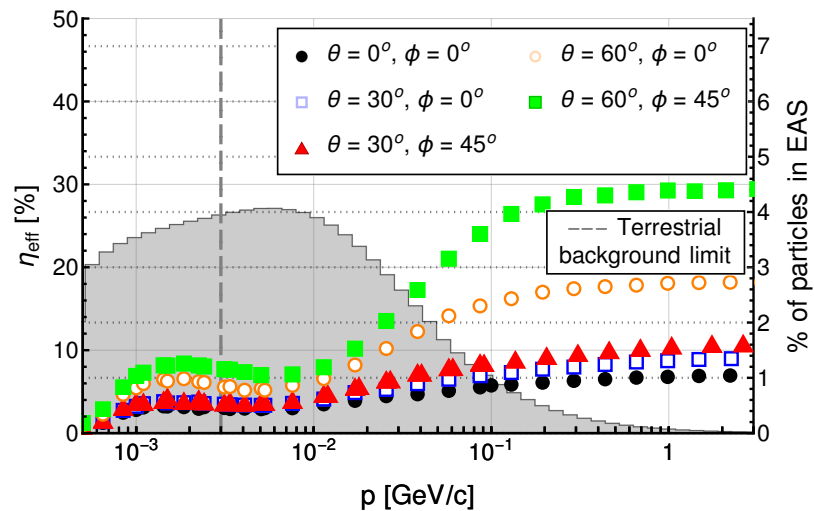 50
40
30
20
10
0
η_eff [%]
7
6
5
4
3
2
1
0
% of particles in EAS
θ = 0°, ϕ = 0°
θ = 60°, ϕ = 0°
θ = 30°, ϕ = 0°
θ = 60°, ϕ = 45°
θ = 30°, ϕ = 45°
Terrestrial
background limit
10⁻³
10⁻²
10⁻¹
1
p [GeV/c]